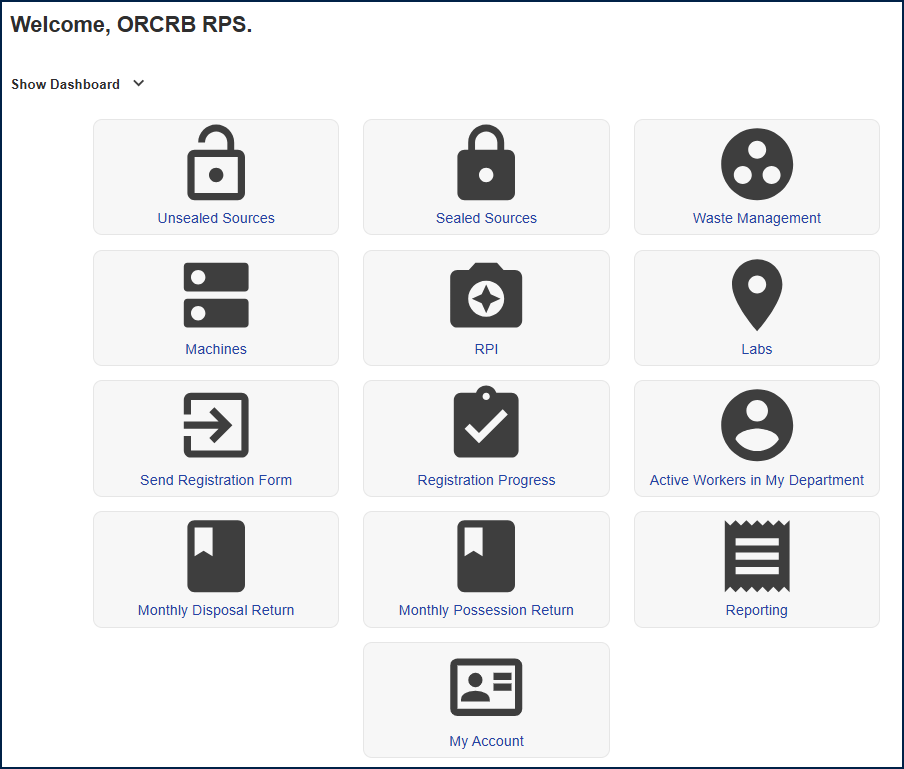 Welcome, ORCRB RPS.
Show Dashboard
Unsealed Sources
Sealed Sources
Waste Management
Machines
RPI
Labs
Send Registration Form
Registration Progress
Active Workers in My Department
Monthly Disposal Return
Monthly Possession Return
Reporting
My Account